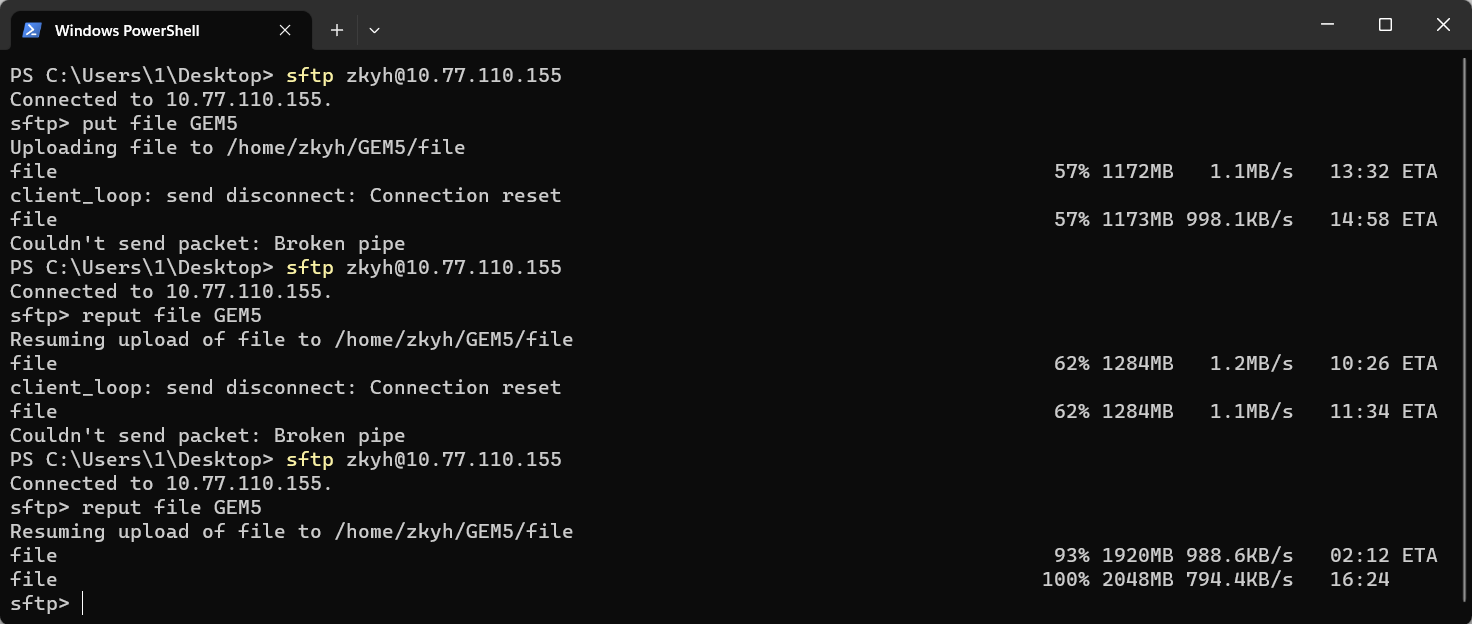 Windows PowerShell
PS C:\Users\1\Desktop> sftp zkyh@10.77.110.155
Connected to 10.77.110.155.
sftp> put file GEM5
Uploading file to /home/zkyh/GEM5/file
file 57% 1172MB 1.1MB/s 13:32 ETA
client_loop: send disconnect: Connection reset
file 57% 1173MB 998.1KB/s 14:58 ETA
Couldn't send packet: Broken pipe
PS C:\Users\1\Desktop> sftp zkyh@10.77.110.155
Connected to 10.77.110.155.
sftp> reput file GEM5
Resuming upload of file to /home/zkyh/GEM5/file
file 62% 1284MB 1.2MB/s 10:26 ETA
client_loop: send disconnect: Connection reset
file 62% 1284MB 1.1MB/s 11:34 ETA
Couldn't send packet: Broken pipe
PS C:\Users\1\Desktop> sftp zkyh@10.77.110.155
Connected to 10.77.110.155.
sftp> reput file GEM5
Resuming upload of file to /home/zkyh/GEM5/file
file 93% 1920MB 988.6KB/s 02:12 ETA
file 100% 2048MB 794.4KB/s 16:24
sftp>